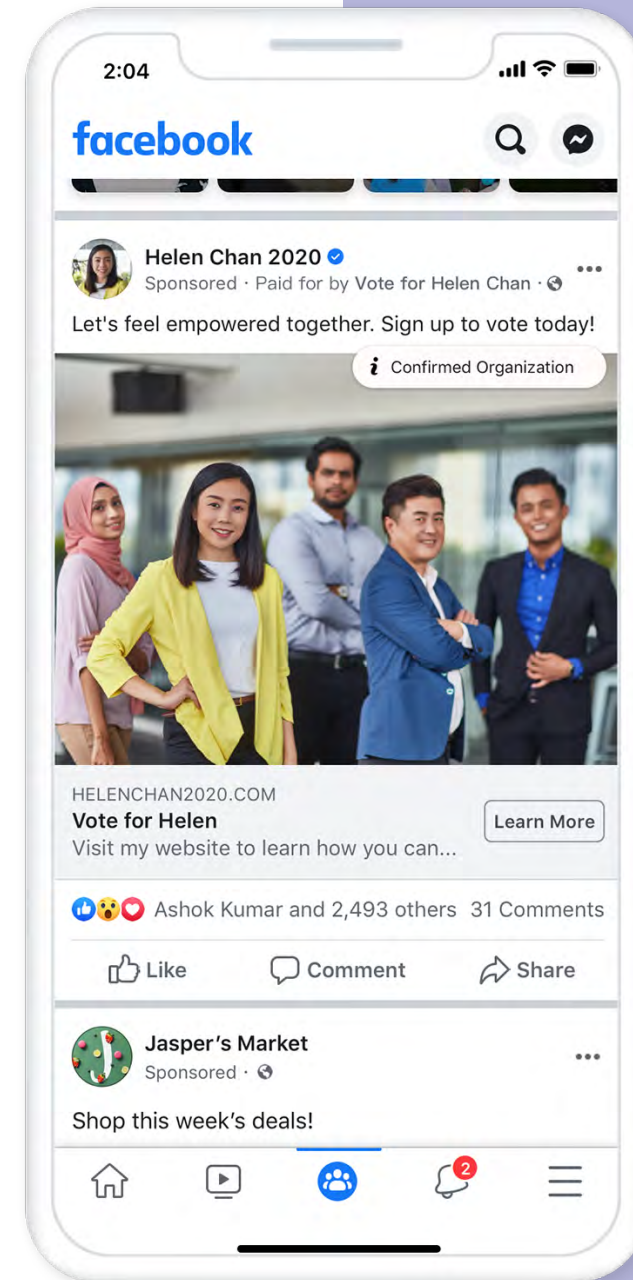 2:04
facebook
Helen Chan 2020
Sponsored · Paid for by Vote for Helen Chan ·
Let's feel empowered together. Sign up to vote today!
i Confirmed Organization
HELENCHAN2020.COM
Vote for Helen
Learn More
Visit my website to learn how you can...
Ashok Kumar and 2,493 others 31 Comments
Like Comment Share
J
Jasper's Market
Sponsored ·
Shop this week's deals!
2